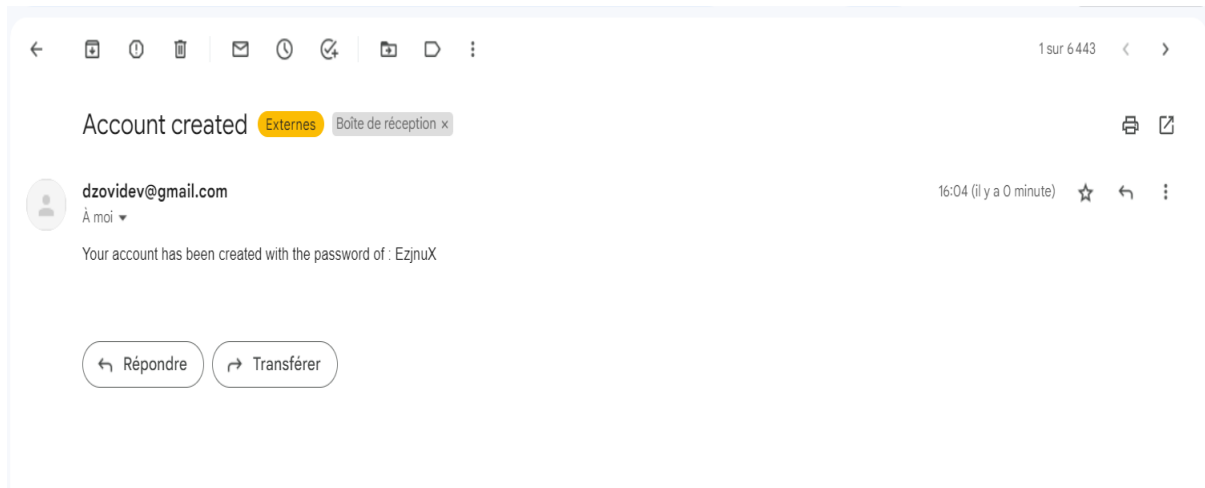 1 sur 6 443
Account created Externes Boîte de réception ×
dzovidev@gmail.com
16:04 (il y a 0 minute)
À moi
Your account has been created with the password of : EzjnuX
Répondre
Transférer